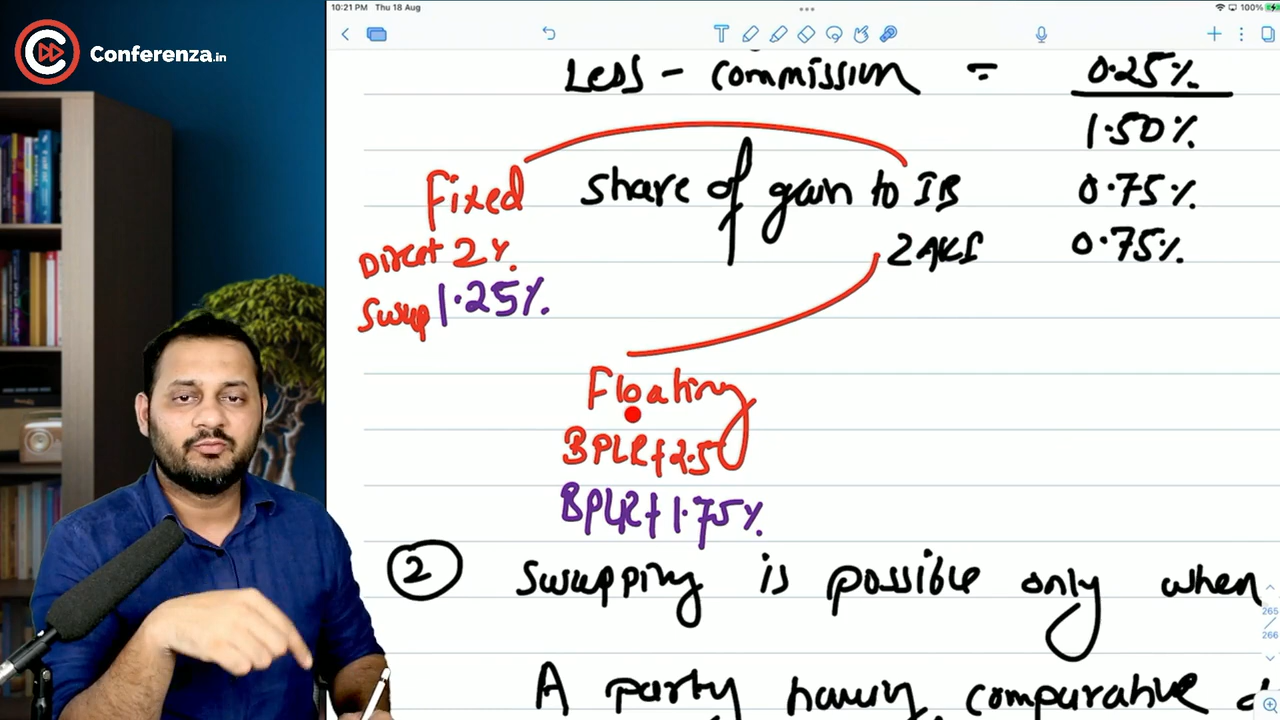 10:21 PM Thu 18 Aug
100%
Conferenza.in
Less - commission = 0.25%
1.50%
Share of gain to IB 0.75%
ZAKI 0.75%
Fixed
Direct 2%.
Swap 1.25%.
Floating
BPLR+2.5
BPLR+1.75%.
2 Swapping is possible only when
A party having comparative
265
/
266